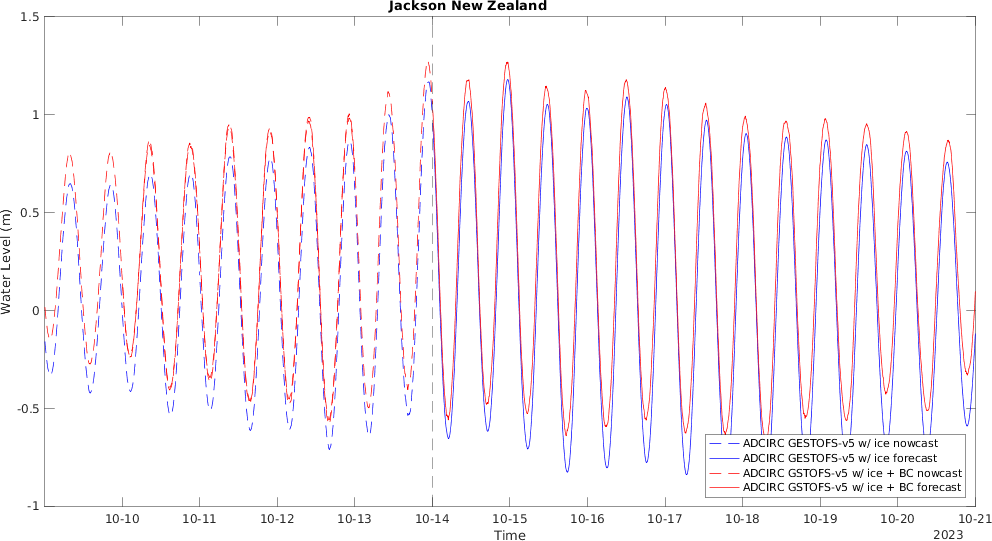 Jackson New Zealand
1.5
1
0.5
0
-0.5
-1
Water Level (m)
10-10 10-11 10-12 10-13 10-14 10-15 10-16 10-17 10-18 10-19 10-20 10-21
Time
2023
ADCIRC GESTOFS-v5 w/ ice nowcast
ADCIRC GESTOFS-v5 w/ ice forecast
ADCIRC GSTOFS-v5 w/ ice + BC nowcast
ADCIRC GSTOFS-v5 w/ ice + BC forecast